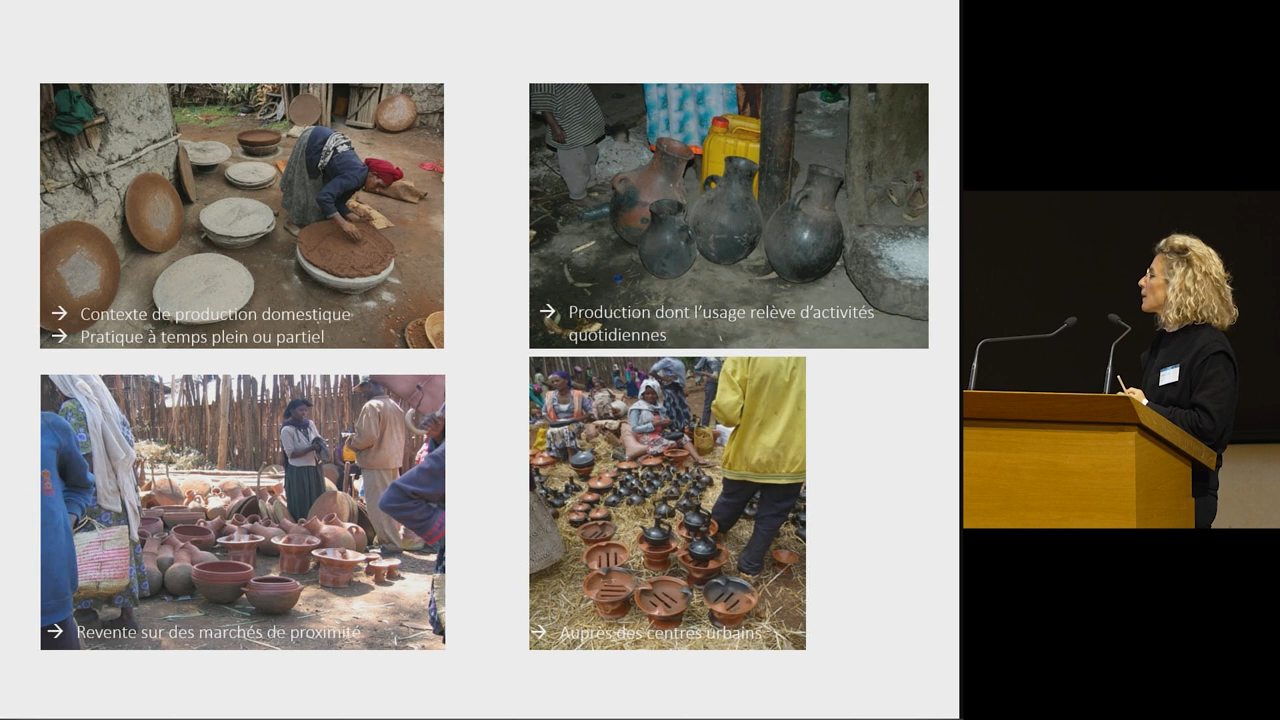 → Contexte de production domestique
→ Pratique à temps plein ou partiel
→ Production dont l'usage relève d'activités
quotidiennes
→ Revente sur des marchés de proximité
→ Auprès des centres urbains